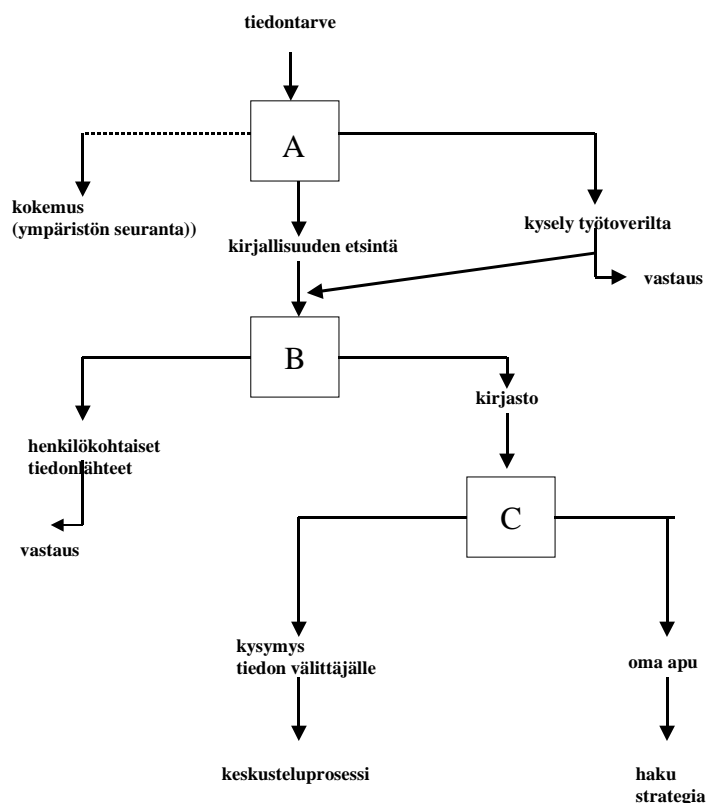 tiedontarve
A
kokemus
(ympäristön seuranta))
kirjallisuuden etsintä
kysely työtoverilta
vastaus
B
kirjasto
henkilökohtaiset
tiedonlähteet
C
vastaus
kysymys
tiedon välittäjälle
oma apu
keskusteluprosessi
haku
strategia